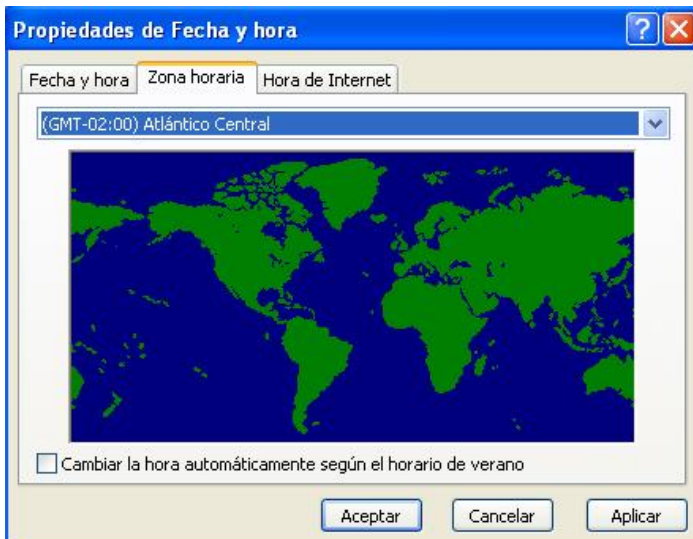 Propiedades de Fecha y hora
Fecha y hora Zona horaria Hora de Internet
(GMT-02:00) Atlántico Central
Cambiar la hora automáticamente según el horario de verano
Aceptar Cancelar Aplicar